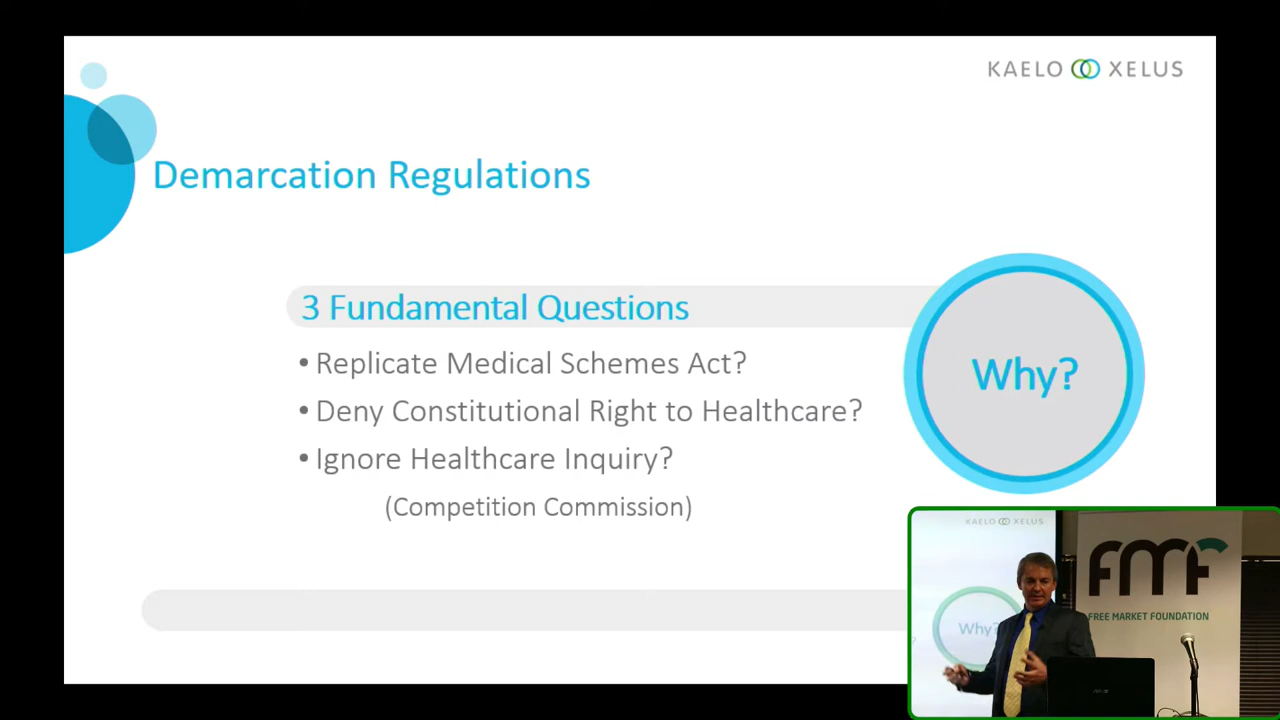 KAELO XELUS
Demarcation Regulations
3 Fundamental Questions
• Replicate Medical Schemes Act?
• Deny Constitutional Right to Healthcare?
• Ignore Healthcare Inquiry?
(Competition Commission)
Why?
KAELO XELUS
Why?
FMF
FREE MARKET FOUNDATION